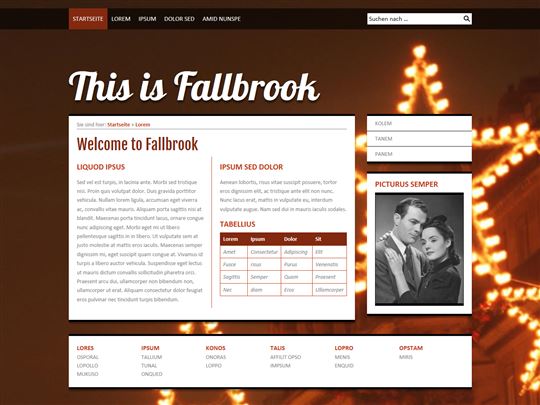 STARTSEITE LOREM IPSUM DOLOR SED AMID NUNSPE
Suchen nach ...
This is Fallbrook
Sie sind hier: Startseite » Lorem
Welcome to Fallbrook
LIQUOD IPSUS
Sed vel est turpis, in lacinia ante. Morbi sed tristique
nisi. Proin quis volutpat dolor. Duis gravida porttitor
vehicula. Nullam lorem ligula, accumsan eget viverra
ac, convallis vitae mauris. Aliquam porta sagittis nisi at
blandit. Maecenas porta tincidunt lacus, ornare congue
nunc adipiscing eget. Morbi eget mi ut libero
pellentesque sagittis in in libero. Ut vulputate sem at
justo molestie at mattis eros iaculis. Maecenas semper
dignissim mi, eget suscipit quam congue at. Vivamus id
turpis a libero auctor vehicula. Suspendisse eget lectus
ut mauris dictum convallis sollicitudin pharetra orci.
Praesent arcu dui, ullamcorper non bibendum non,
ullamcorper ut erat. Aliquam consectetur dolor feugiat
eros pulvinar nec tincidunt turpis bibendum.
IPSUM SED DOLOR
Aenean lobortis, risus vitae suscipit posuere, tortor
eros dignissim elit, ac tristique nunc ante eu nibh.
Nunc lacus erat, mattis in vulputate eu, interdum
vulputate augue. Nam sed dui in mauris iaculis sodales.
TABELLIUS
Lorem Ipsum Dolor Sit
Amet Consectetur Adipiscing Elit
Fusce risus Purus Venenatis
Sagittis Semper Quam Praesent
Nec diam Eros Ullamcorper
KOLEM
TANEM
PANEM
PICTURUS SEMPER
LORES
OSPORAL
LOPOLLO
MUKUSO
IPSUM
TALLIUM
TUNAL
ONQUED
KONOS
ONORAS
LOPPO
TALIS
AFFILIT OPSO
IMPSUM
LOPRO
MENIS
ENQUID
OPSTAM
MIRIS